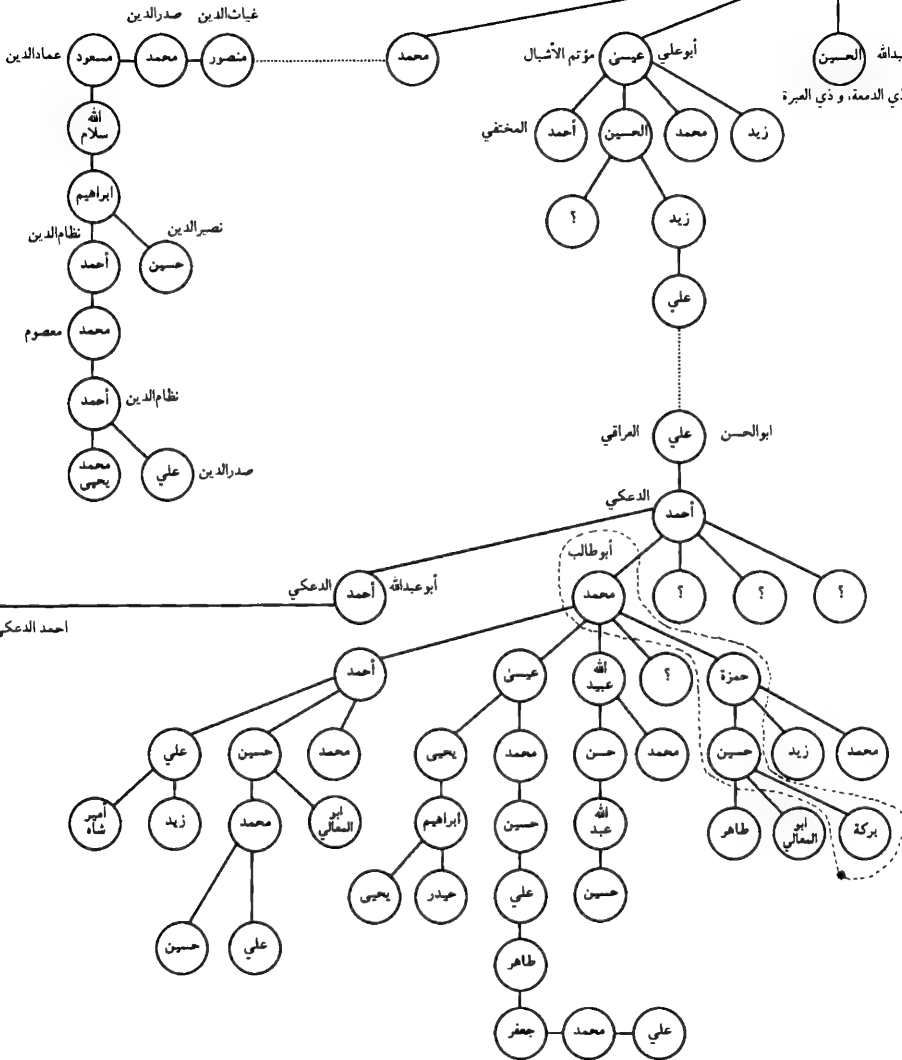 غياث‌الدين صدرالدين
محمد منصور محمد مسعود عمادالدين
الله سلام
ابراهيم
نظام‌الدين نصيرالدين
أحمد حسين
محمد معصوم
أحمد نظام‌الدين
محمد يحيى علي صدرالدين
الحسين
ذي الدمعة، و ذي العبرة
أبوعلي عيسىٰ مؤتم الأشبال
زيد محمد الحسين أحمد المختفي
زيد ؟
علي
ابوالحسن علي العراقي
أحمد الدعكي
أبوطالب
؟ ؟ ؟ محمد أبوعبدالله أحمد الدعكي
احمد الدعكي
حمزة ؟ عبيد الله عيسىٰ أحمد
محمد زيد حسين محمد حسن محمد يحيى محمد حسين علي
بركة ابو المعالي طاهر عبد الله حسين أبراهيم ابو المعالي محمد زيد أمير شاه
حسين علي حيدر يحيى علي حسين
طاهر
علي محمد جعفر